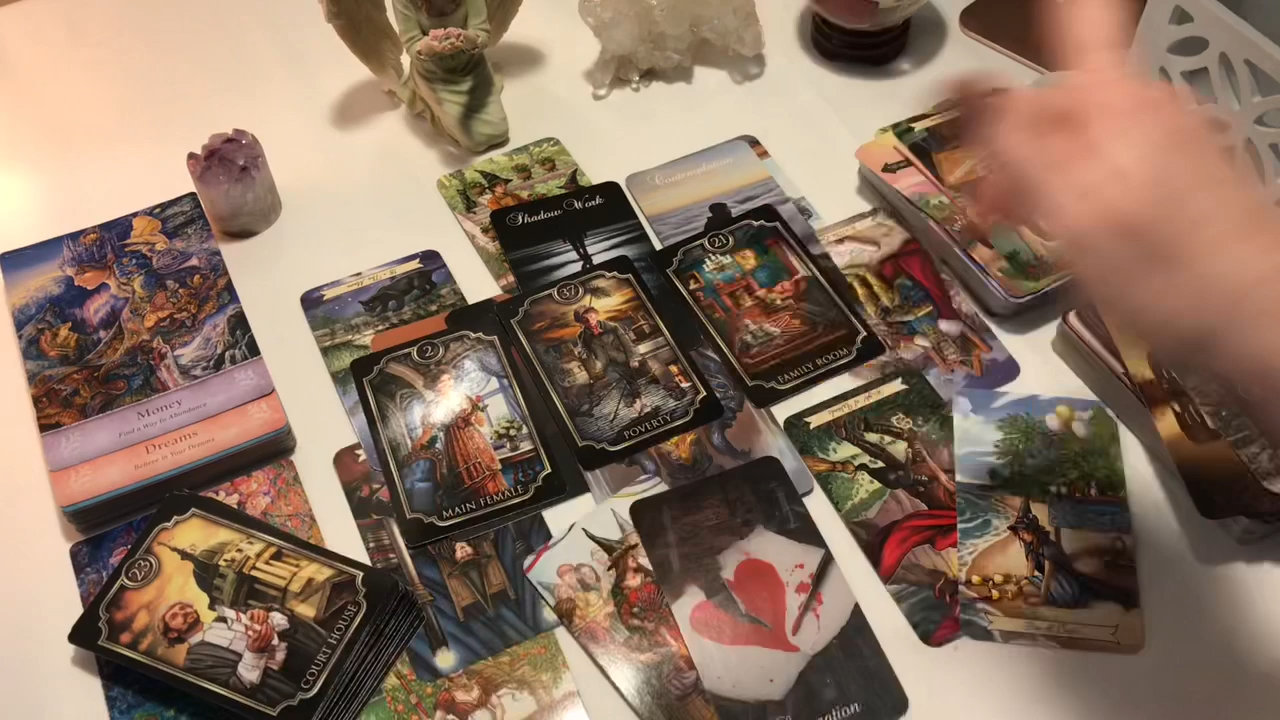 Money
Find a Way to Abundance
Dreams
Believe in Your Dreams
23
COURT HOUSE
2
MAIN FEMALE
Shadow Work
37
POVERTY
Contemplation
21
FAMILY ROOM